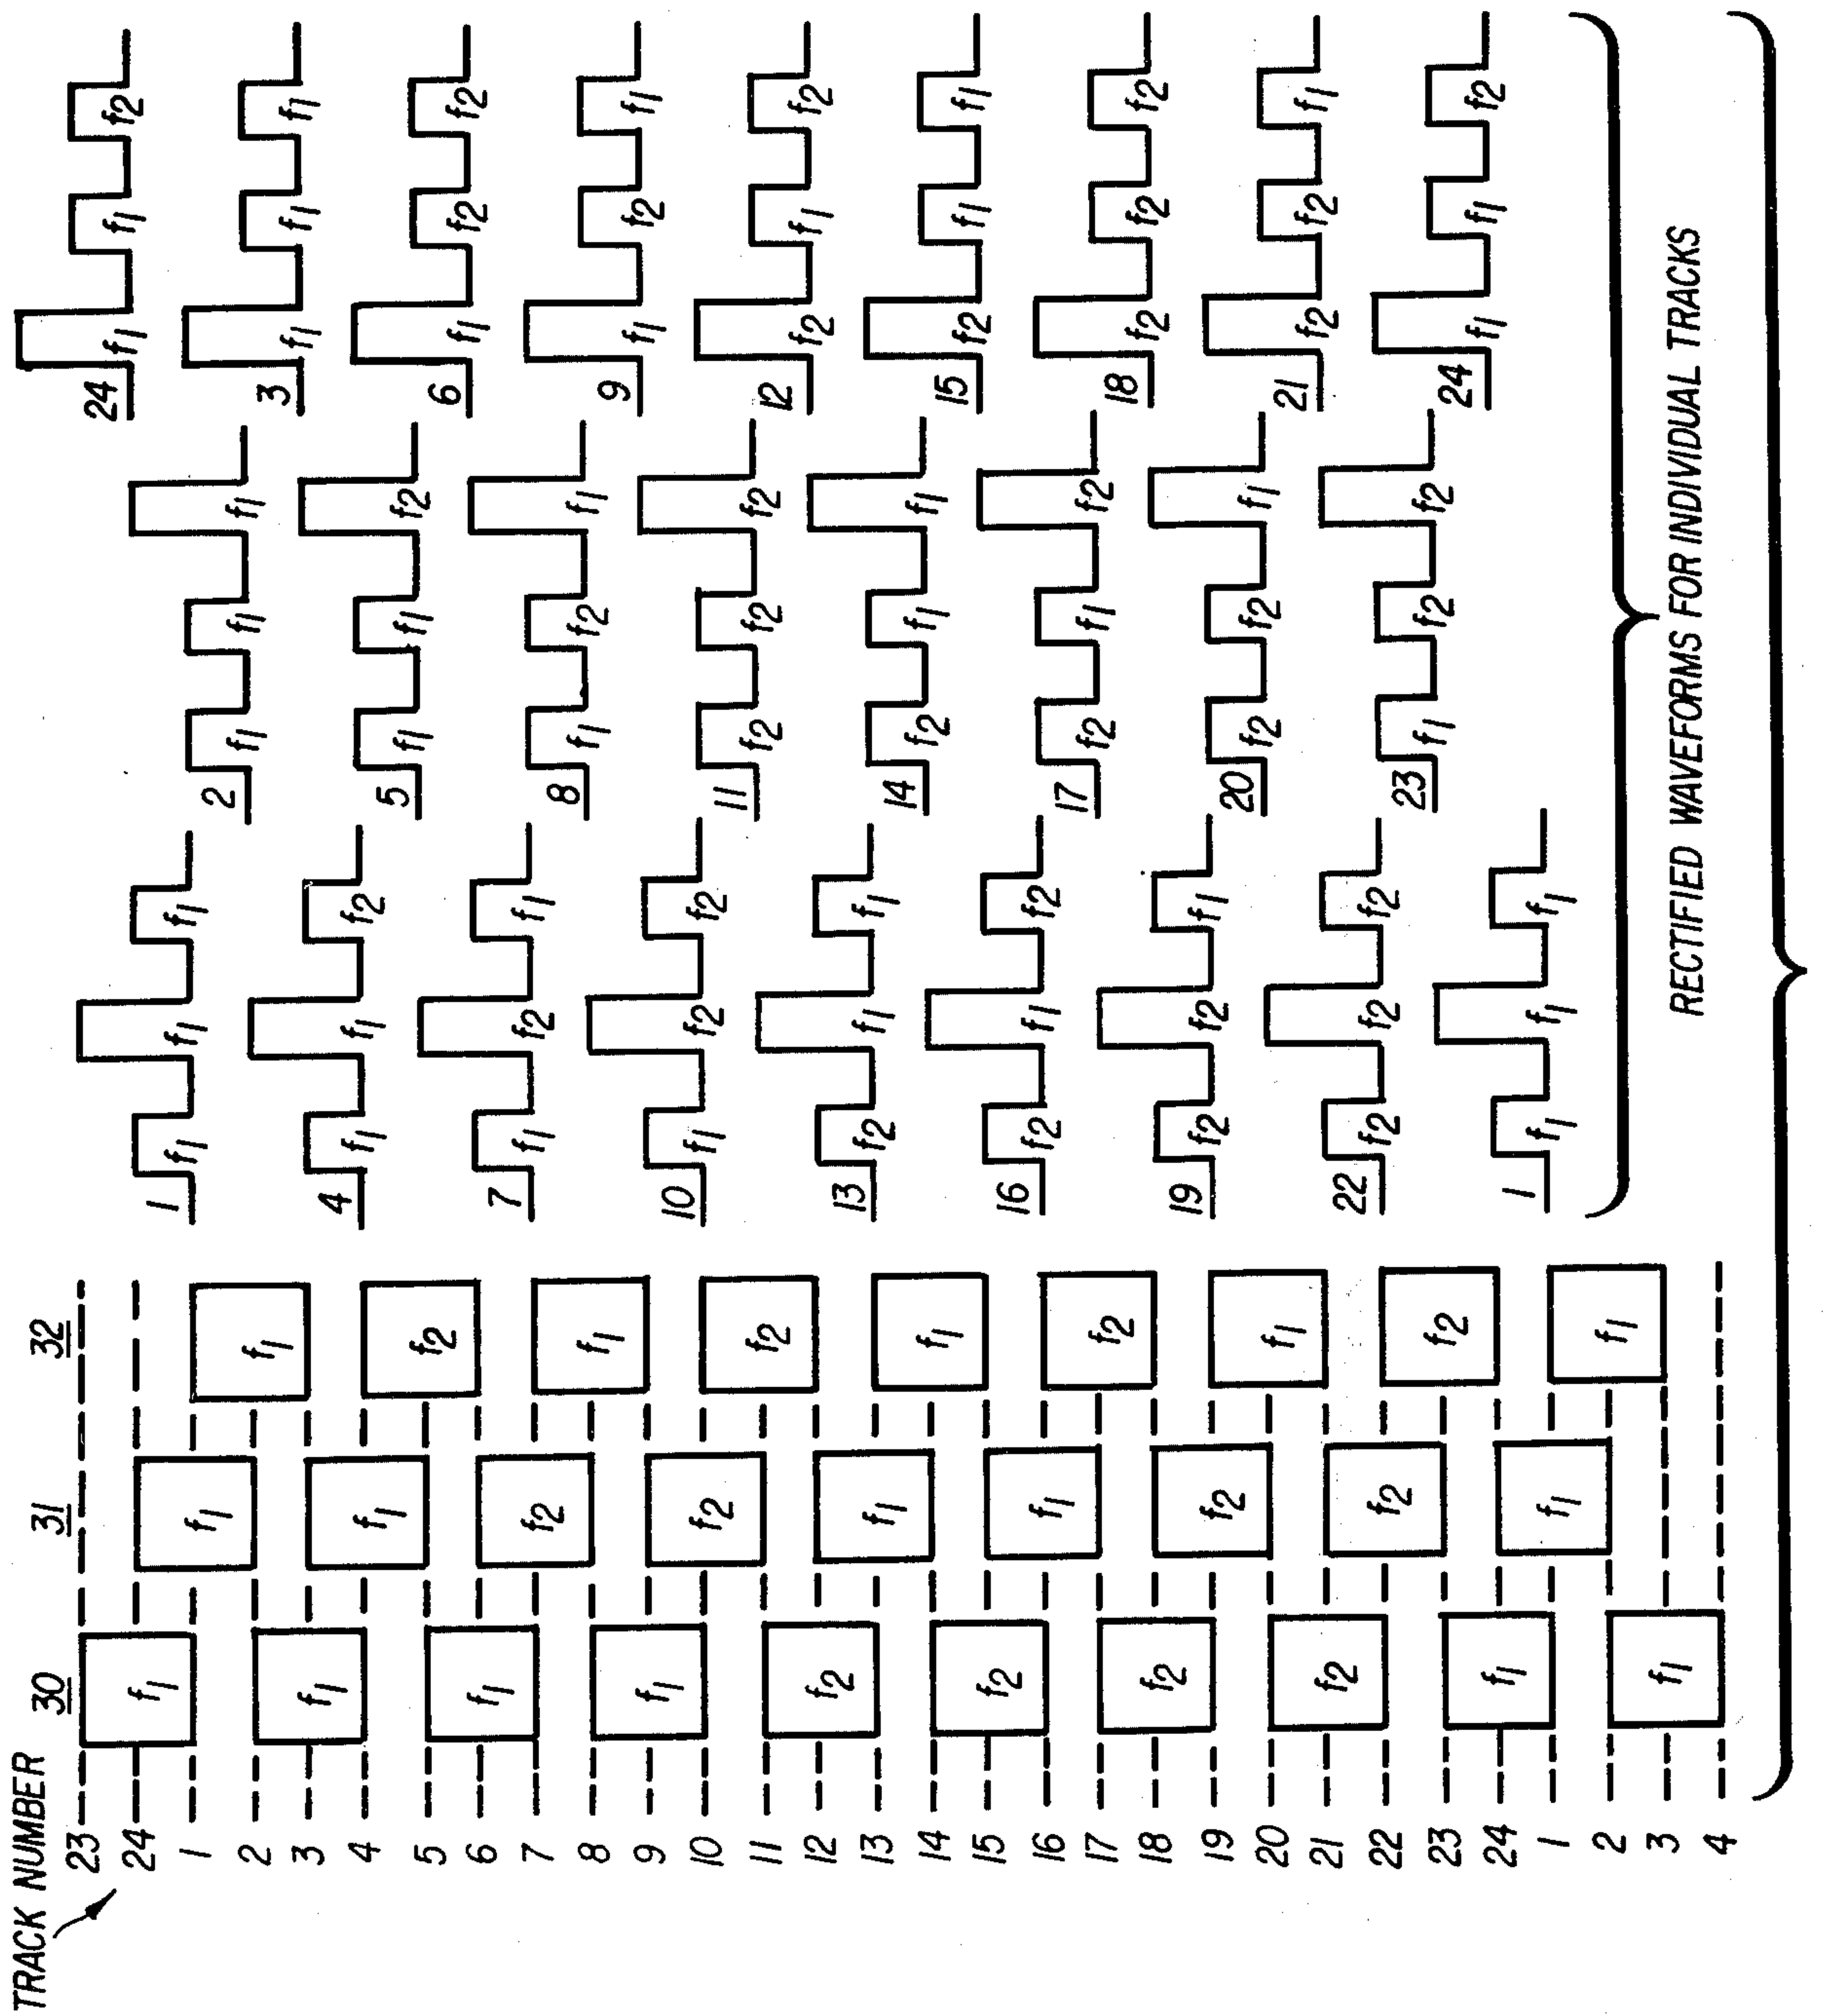 TRACK NUMBER
30 31 32
23
24
1
2
3
4
5
6
7
8
9
10
11
12
13
14
15
16
17
18
19
20
21
22
23
24
1
2
3
4
f1
f1
f1
f1
f2
f2
f2
f2
f1
f1
f1
f1
f2
f2
f1
f1
f2
f2
f1
f1
f2
f1
f2
f1
f2
f1
f2
f1
1 f1 f1 f1
4 f1 f1 f2
7 f1 f2 f1
10 f1 f2 f2
13 f2 f1 f1
16 f2 f1 f2
19 f2 f2 f1
22 f2 f2 f2
1 f1 f1 f1
2 f1 f1 f1
5 f1 f1 f2
8 f1 f2 f1
11 f2 f2 f2
14 f2 f1 f1
17 f2 f1 f2
20 f2 f2 f1
23 f1 f2 f2
24 f1 f1 f2
3 f1 f1 f1
6 f1 f2 f2
9 f1 f2 f1
12 f2 f1 f2
15 f2 f1 f1
18 f2 f2 f2
21 f2 f2 f1
24 f1 f1 f2
RECTIFIED WAVEFORMS FOR INDIVIDUAL TRACKS